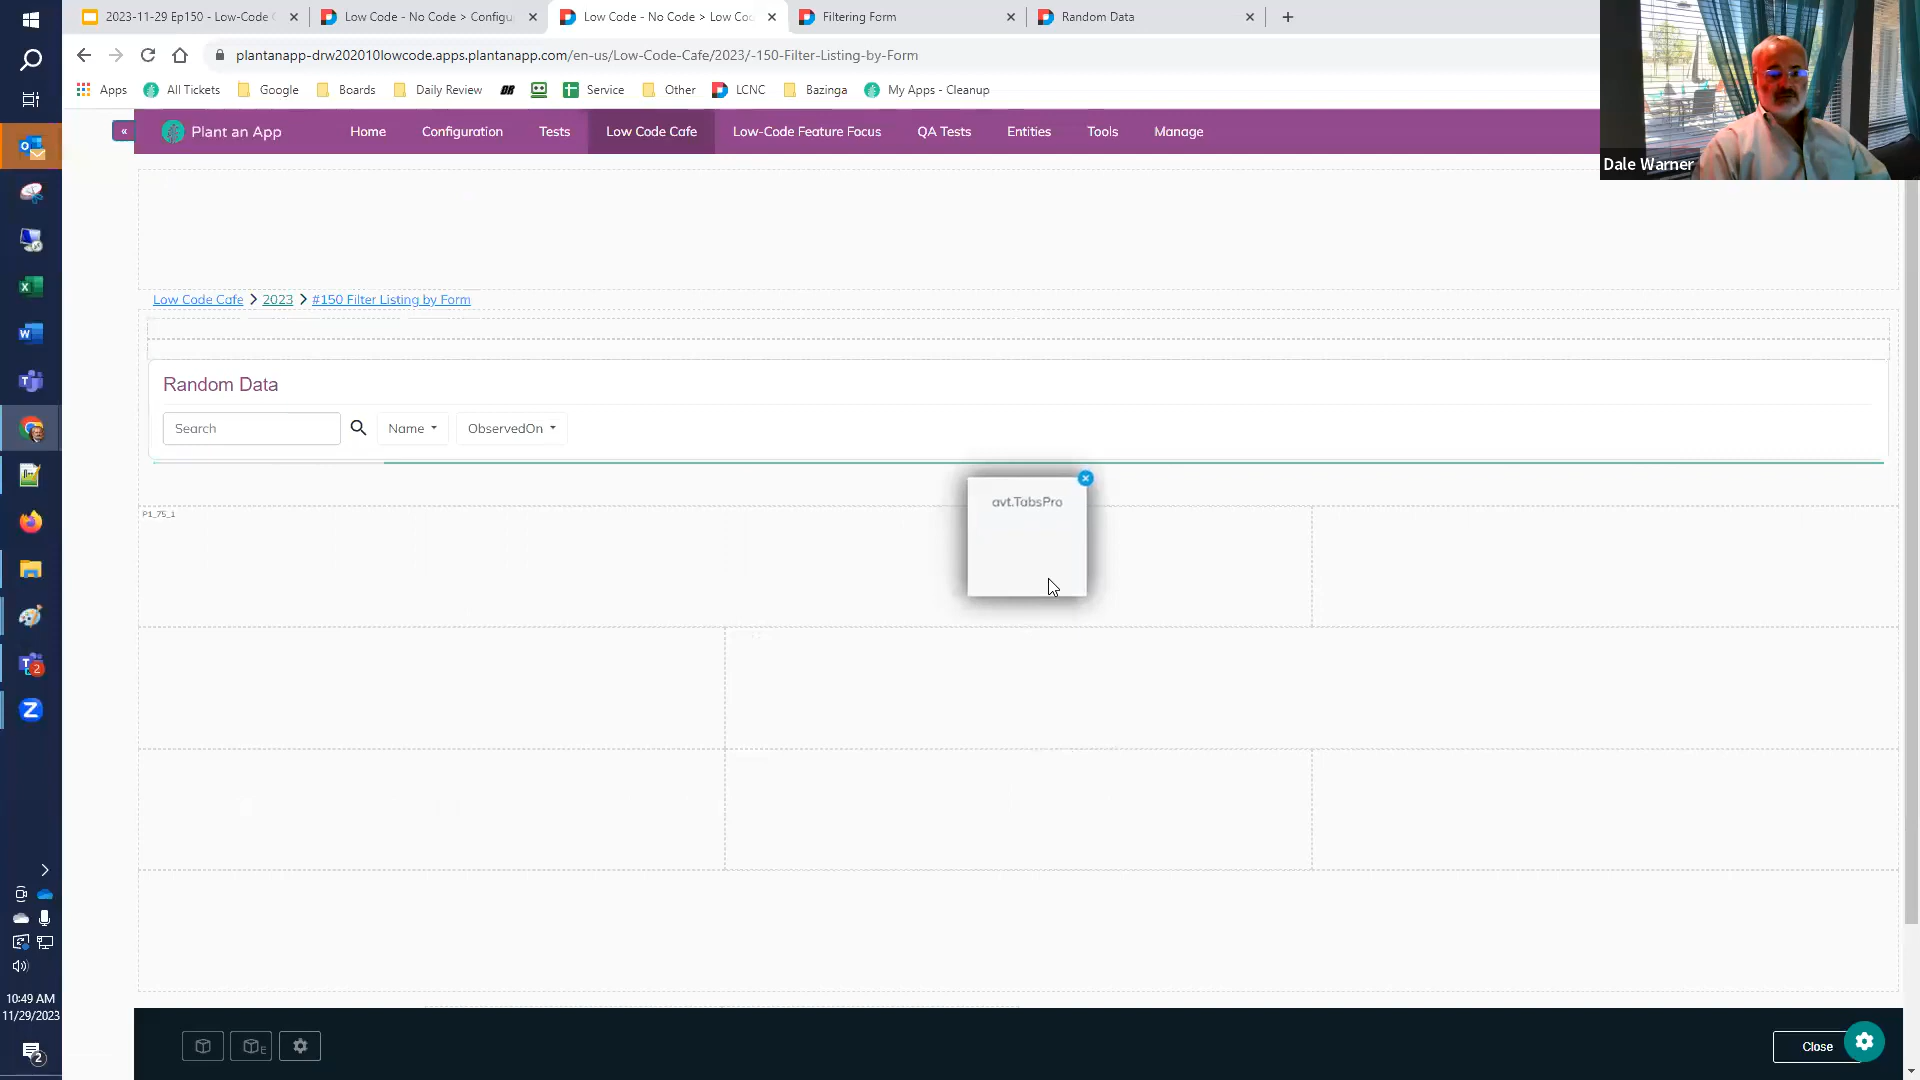 2023-11-29 Ep150 - Low-Code C
Low Code - No Code > Configu
Low Code - No Code > Low Co
Filtering Form
Random Data
plantanapp-drw202010lowcode.apps.plantanapp.com/en-us/Low-Code-Cafe/2023/-150-Filter-Listing-by-Form
Apps
All Tickets
Google
Boards
Daily Review
DR
Service
Other
LCNC
Bazinga
My Apps - Cleanup
«
Plant an App
Home
Configuration
Tests
Low Code Cafe
Low-Code Feature Focus
QA Tests
Entities
Tools
Manage
Dale Warner
Low Code Cafe > 2023 > #150 Filter Listing by Form
Random Data
Search
Name
ObservedOn
avt.TabsPro
P1_75_1
2
10:49 AM
11/29/2023
2
E
Close